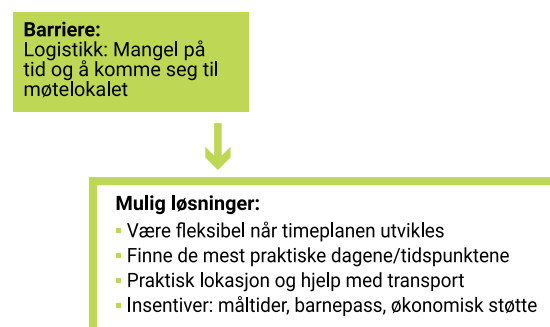 Barriere:
Logistikk: Mangel på
tid og å komme seg til
møtelokalet
Mulig løsninger:
▪ Være fleksibel når timeplanen utvikles
▪ Finne de mest praktiske dagene/tidspunktene
▪ Praktisk lokasjon og hjelp med transport
▪ Insentiver: måltider, barnepass, økonomisk støtte